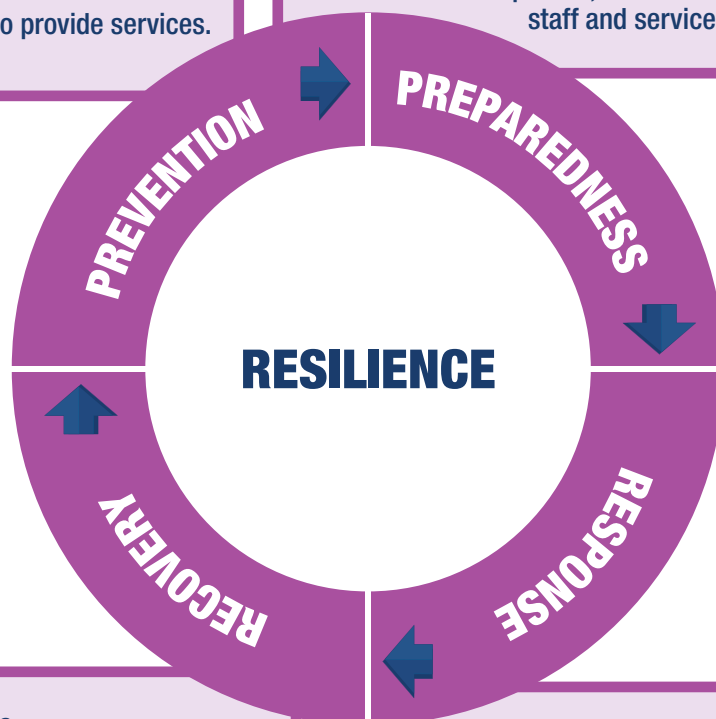 o provide services.
staff and service
PREVENTION
PREPAREDNESS
RESILIENCE
RECOVERY
RESPONSE